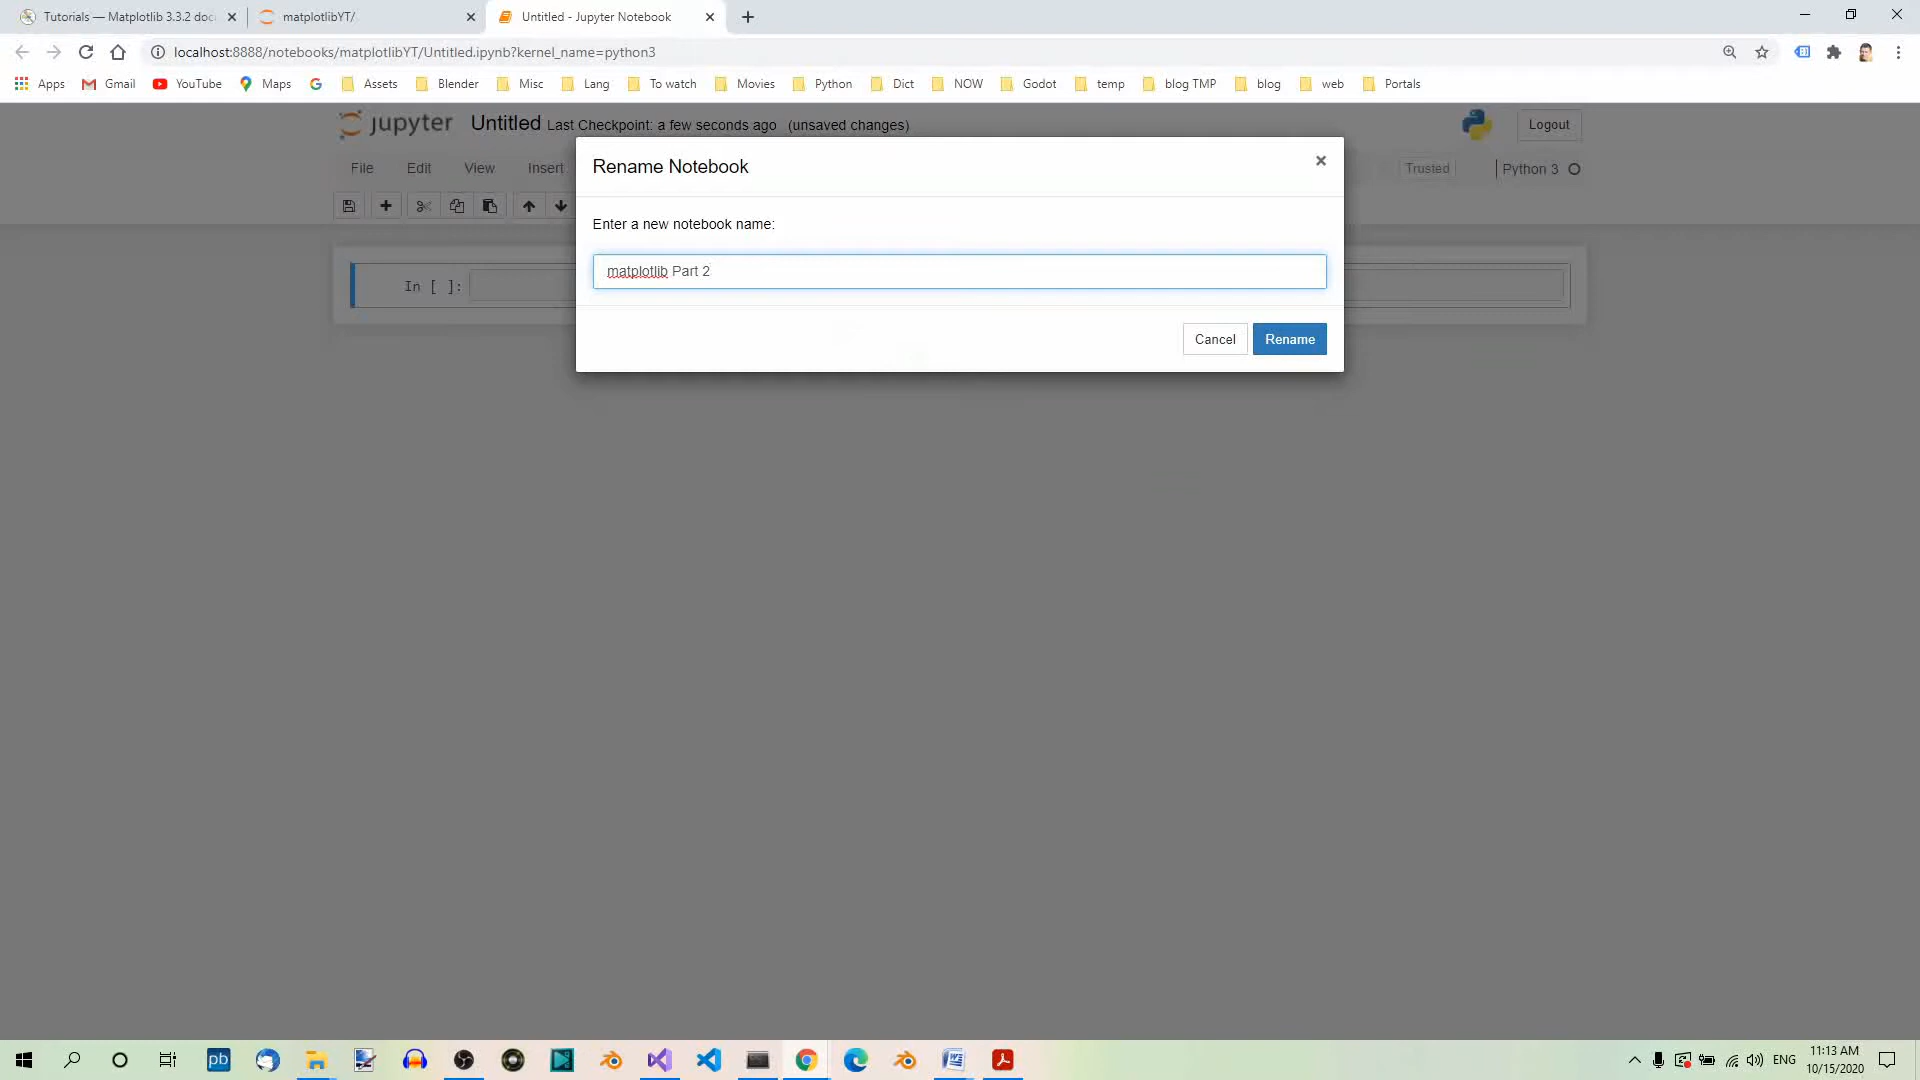 Tutorials — Matplotlib 3.3.2 doc
matplotlibYT/
Untitled - Jupyter Notebook
localhost:8888/notebooks/matplotlibYT/Untitled.ipynb?kernel_name=python3
Apps Gmail YouTube Maps Assets Blender Misc Lang To watch Movies Python Dict NOW Godot temp blog TMP blog web Portals
jupyter Untitled Last Checkpoint: a few seconds ago (unsaved changes) Logout
File Edit View Insert Trusted Python 3
Rename Notebook
Enter a new notebook name:
matplotlib Part 2
In [ ]:
Cancel Rename
pb
ENG
11:13 AM
10/15/2020